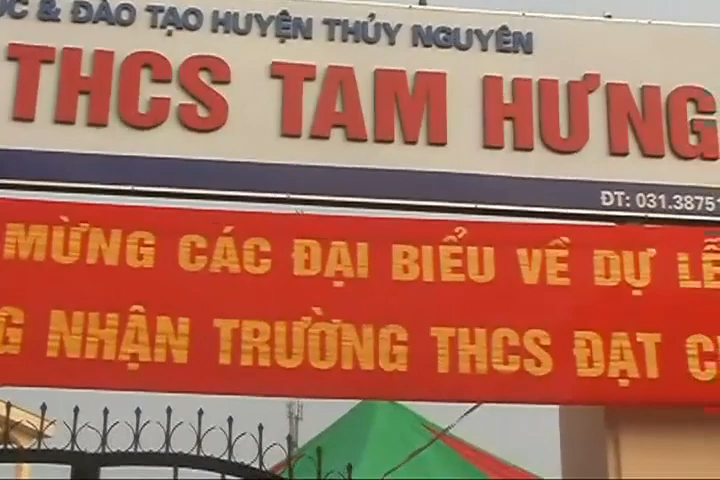 & ĐÀO TẠO HUYỆN THỦY NGUYÊN
THCS TAM HƯNG
ĐT: 031.3875
MỪNG CÁC ĐẠI BIỂU VỀ DỰ LỄ
NHẬN TRƯỜNG THCS ĐẠT